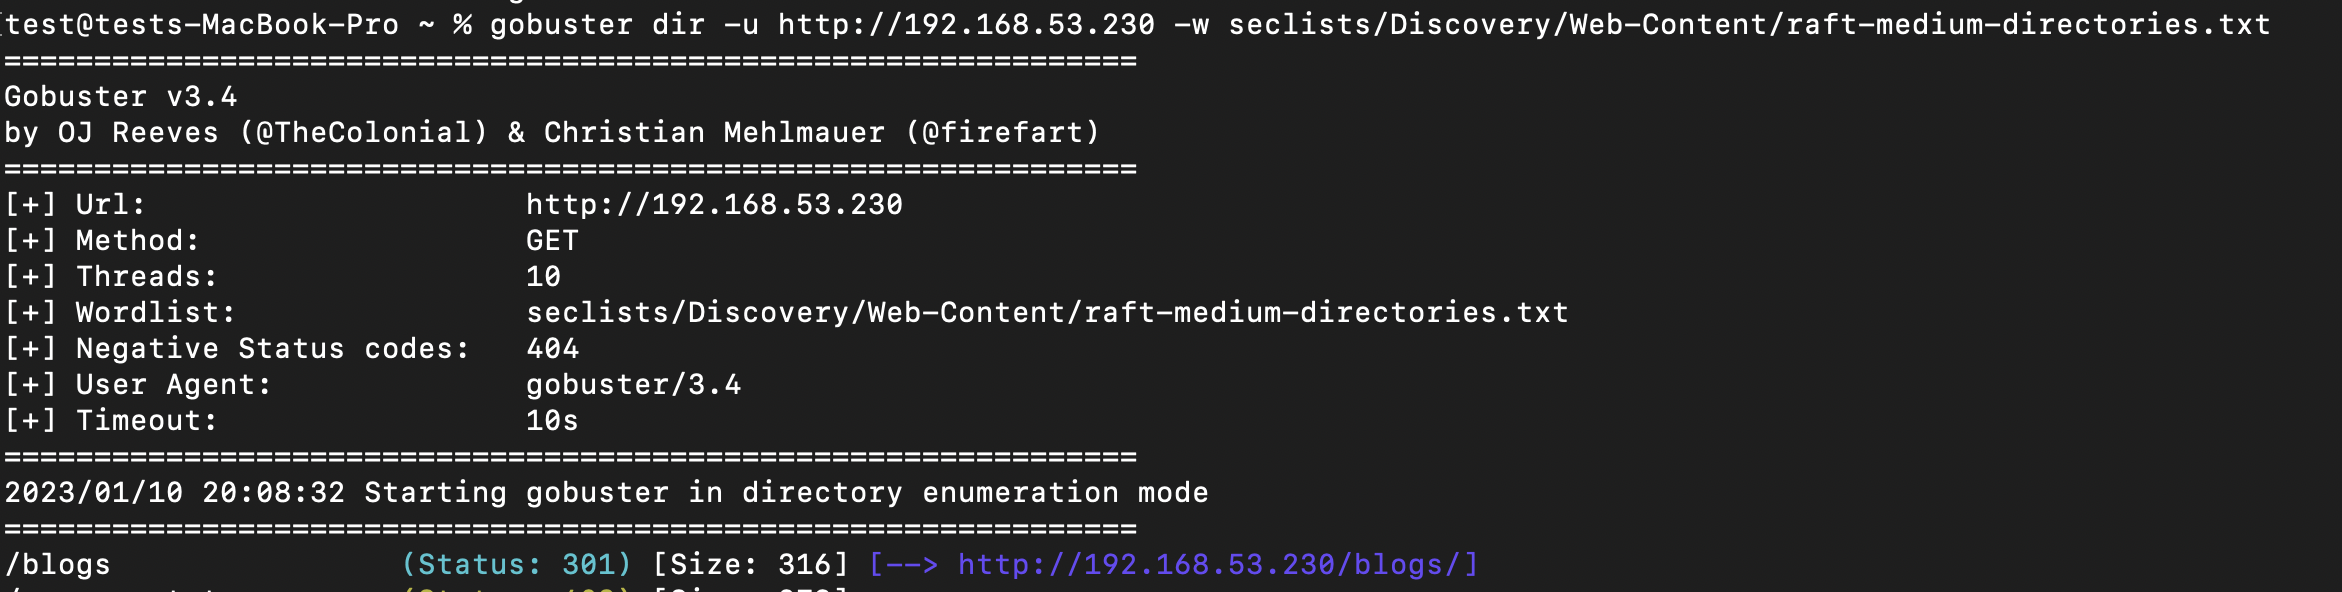 test@tests-MacBook-Pro ~ % gobuster dir -u http://192.168.53.230 -w seclists/Discovery/Web-Content/raft-medium-directories.txt
===============================================================
Gobuster v3.4
by OJ Reeves (@TheColonial) & Christian Mehlmauer (@firefart)
===============================================================
[+] Url:                     http://192.168.53.230
[+] Method:                  GET
[+] Threads:                 10
[+] Wordlist:                seclists/Discovery/Web-Content/raft-medium-directories.txt
[+] Negative Status codes:   404
[+] User Agent:              gobuster/3.4
[+] Timeout:                 10s
===============================================================
2023/01/10 20:08:32 Starting gobuster in directory enumeration mode
===============================================================
/blogs                (Status: 301) [Size: 316] [--> http://192.168.53.230/blogs/]